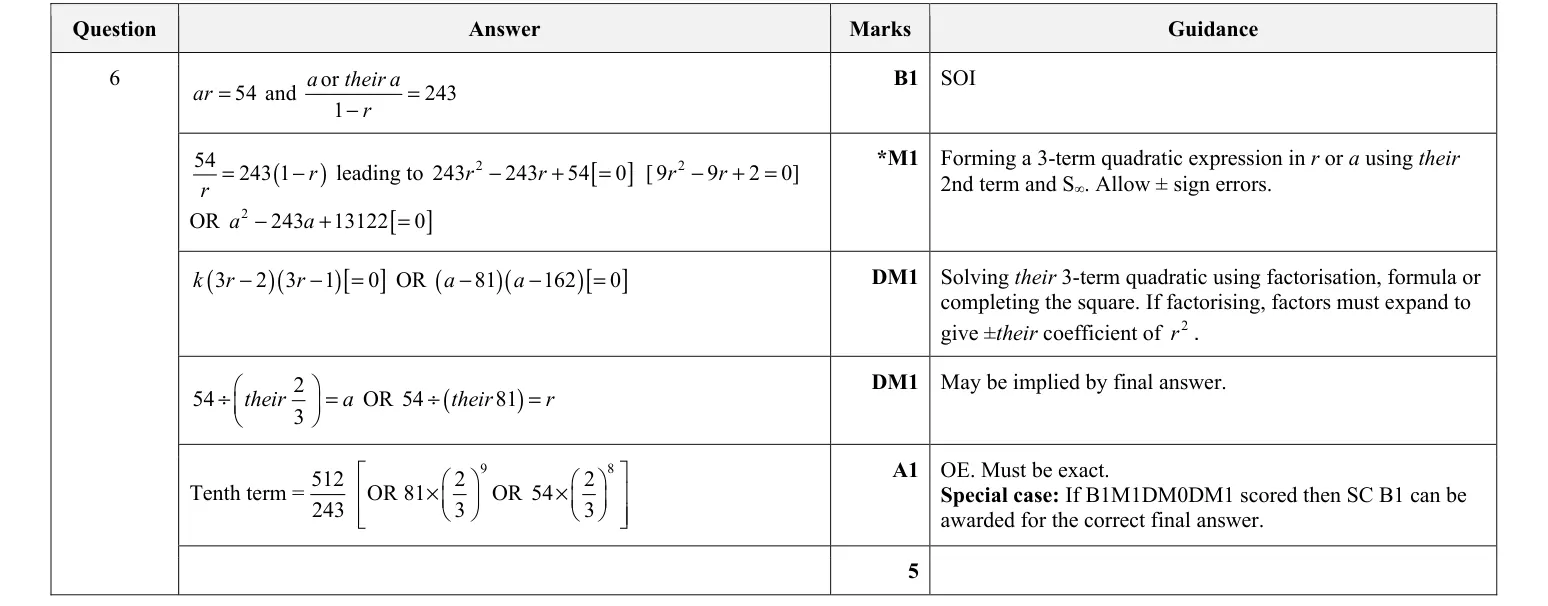 Question Answer Marks Guidance
6 ar = 54 and (a or their a)/(1 − r) = 243 B1 SOI
54/r = 243(1 − r) leading to 243r² − 243r + 54[= 0] [9r² − 9r + 2 = 0] *M1 Forming a 3-term quadratic expression in r or a using their
2nd term and S∞. Allow ± sign errors.
OR a² − 243a + 13122[= 0]
k(3r − 2)(3r − 1)[= 0] OR (a − 81)(a − 162)[= 0] DM1 Solving their 3-term quadratic using factorisation, formula or
completing the square. If factorising, factors must expand to
give ±their coefficient of r² .
54 ÷ (their 2/3) = a OR 54 ÷ (their 81) = r DM1 May be implied by final answer.
Tenth term = 512/243 [OR 81 × (2/3)⁹ OR 54 × (2/3)⁸] A1 OE. Must be exact.
Special case: If B1M1DM0DM1 scored then SC B1 can be
awarded for the correct final answer.
5